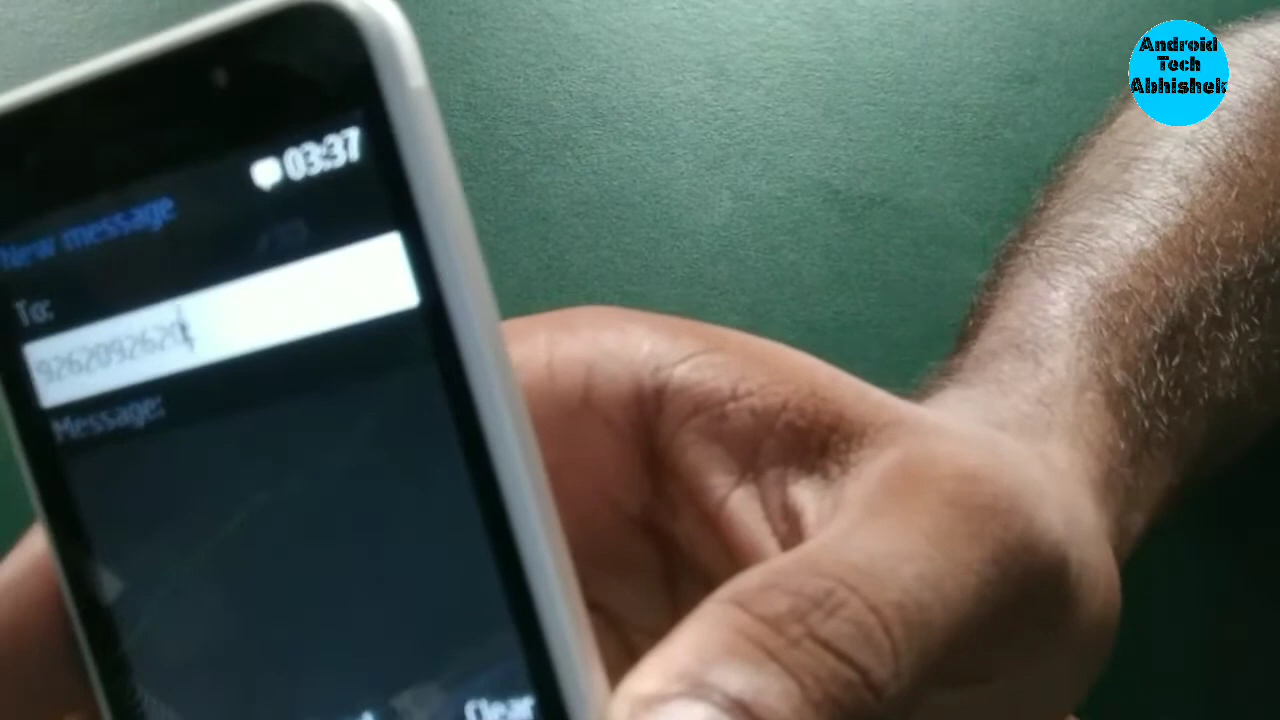 Android
Tech
Abhishek
03:37
New message
To:
9262092620
Message:
Clear